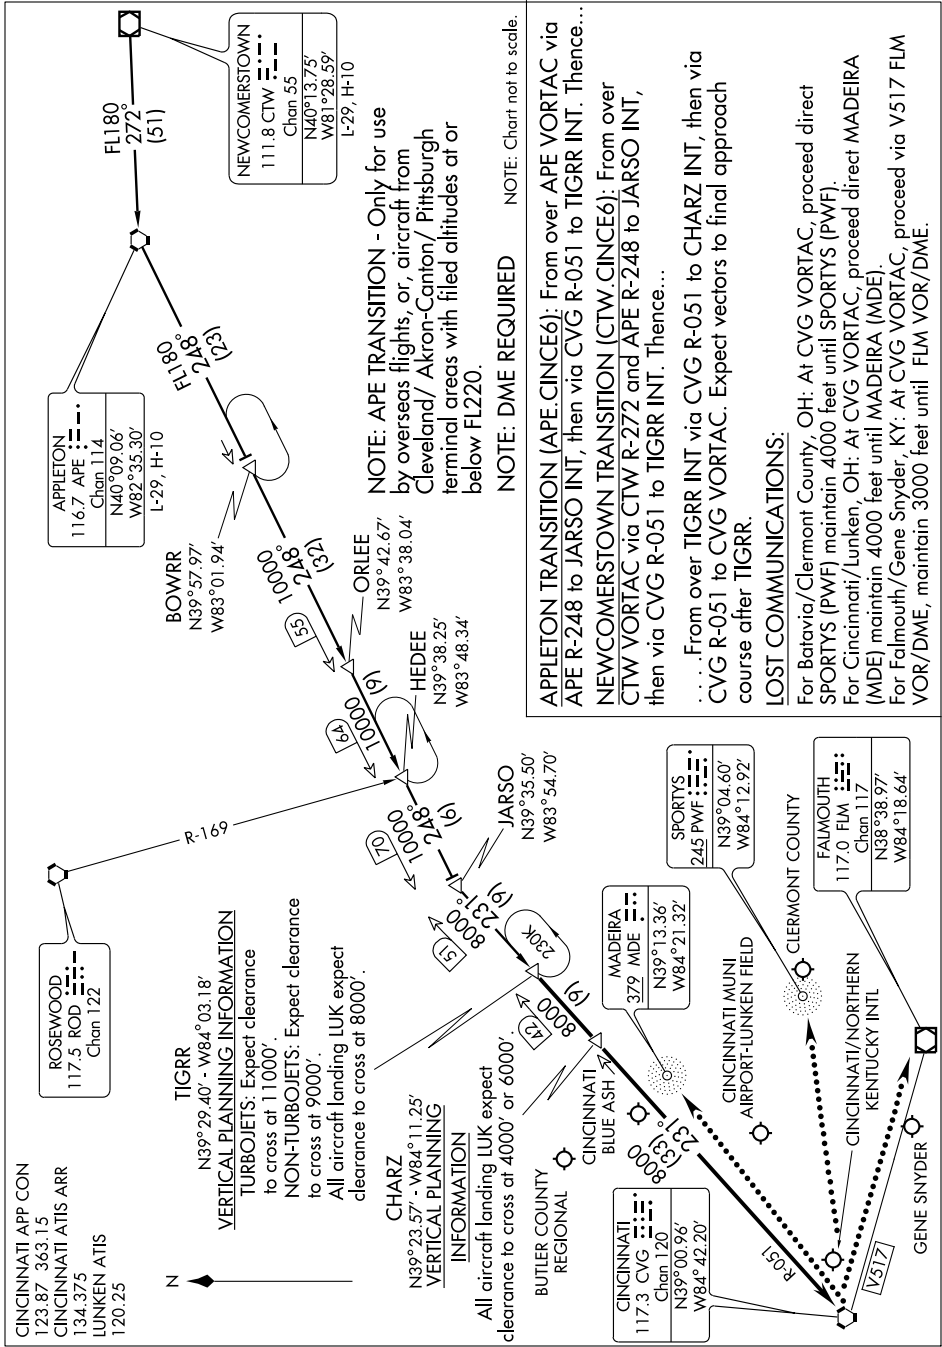 CINCINNATI APP CON
123.87 363.15
CINCINNATI ATIS ARR
134.375
LUNKEN ATIS
120.25
N
ROSEWOOD
117.5 ROD
Chan 122
R-169
TIGRR
N39°29.40′ - W84°03.18′
VERTICAL PLANNING INFORMATION
TURBOJETS: Expect clearance
to cross at 11000′.
NON-TURBOJETS: Expect clearance
to cross at 9000′.
All aircraft landing LUK expect
clearance to cross at 8000′.
CHARZ
N39°23.57′ - W84°11.25′
VERTICAL PLANNING
INFORMATION
All aircraft landing LUK expect
clearance to cross at 4000′ or 6000′.
APPLETON
116.7 APE
Chan 114
N40°09.06′
W82°35.30′
L-29, H-10
NEWCOMERSTOWN
111.8 CTW
Chan 55
N40°13.75′
W81°28.59′
L-29, H-10
FL180
272°
(51)
FL180
248°
(23)
BOWRR
N39°57.97′
W83°01.94′
10000
248°
(32)
55
ORLEE
N39°42.67′
W83°38.04′
10000
(9)
64
HEDEE
N39°38.25′
W83°48.34′
10000
248°
(6)
70
JARSO
N39°35.50′
W83°54.70′
8000
231°
(9)
51
230K
8000
(9)
42
8000
(33)
231°
R-051
BUTLER COUNTY
REGIONAL
CINCINNATI
BLUE ASH
MADEIRA
379 MDE
N39°13.36′
W84°21.32′
CINCINNATI
117.3 CVG
Chan 120
N39°00.96′
W84°42.20′
CINCINNATI MUNI
AIRPORT-LUNKEN FIELD
SPORTYS
245 PWF
N39°04.60′
W84°12.92′
CLERMONT COUNTY
CINCINNATI/NORTHERN
KENTUCKY INTL
FALMOUTH
117.0 FLM
Chan 117
N38°38.97′
W84°18.64′
GENE SNYDER
V517
NOTE: APE TRANSITION - Only for use
by overseas flights, or, aircraft from
Cleveland/ Akron-Canton/ Pittsburgh
terminal areas with filed altitudes at or
below FL220.
NOTE: DME REQUIRED
NOTE: Chart not to scale.
APPLETON TRANSITION (APE.CINCE6): From over APE VORTAC via
APE R-248 to JARSO INT, then via CVG R-051 to TIGRR INT. Thence...
NEWCOMERSTOWN TRANSITION (CTW.CINCE6): From over
CTW VORTAC via CTW R-272 and APE R-248 to JARSO INT,
then via CVG R-051 to TIGRR INT. Thence...
. . . .From over TIGRR INT via CVG R-051 to CHARZ INT, then via
CVG R-051 to CVG VORTAC. Expect vectors to final approach
course after TIGRR.
LOST COMMUNICATIONS:
For Batavia/Clermont County, OH: At CVG VORTAC, proceed direct
SPORTYS (PWF) maintain 4000 feet until SPORTYS (PWF).
For Cincinnati/Lunken, OH: At CVG VORTAC, proceed direct MADEIRA
(MDE) maintain 4000 feet until MADEIRA (MDE).
For Falmouth/Gene Snyder, KY: At CVG VORTAC, proceed via V517 FLM
VOR/DME, maintain 3000 feet until FLM VOR/DME.